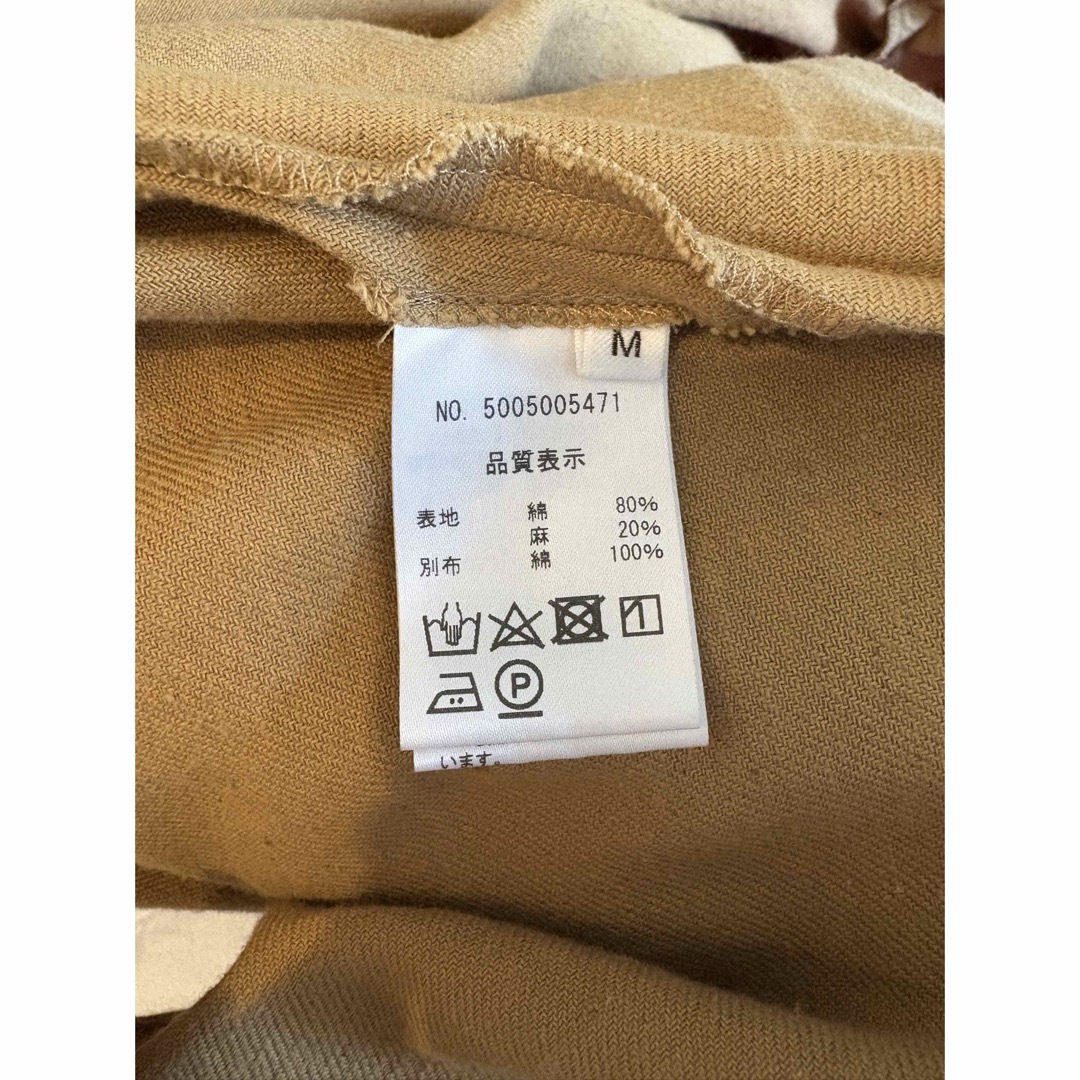 M
NO. 5005005471
品質表示
表地 綿 80%
麻 20%
別布 綿 100%
P
います。